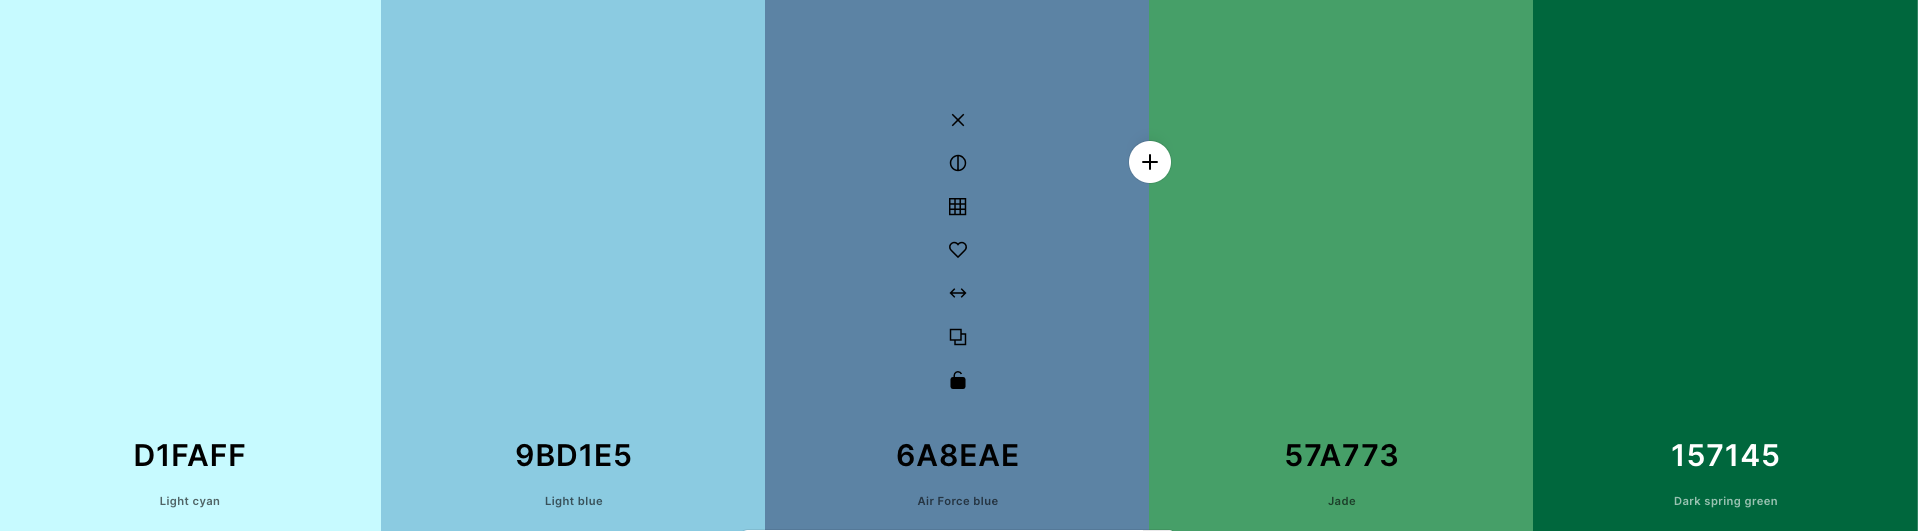 D1FAFF
Light cyan
9BD1E5
Light blue
6A8EAE
Air Force blue
57A773
Jade
157145
Dark spring green